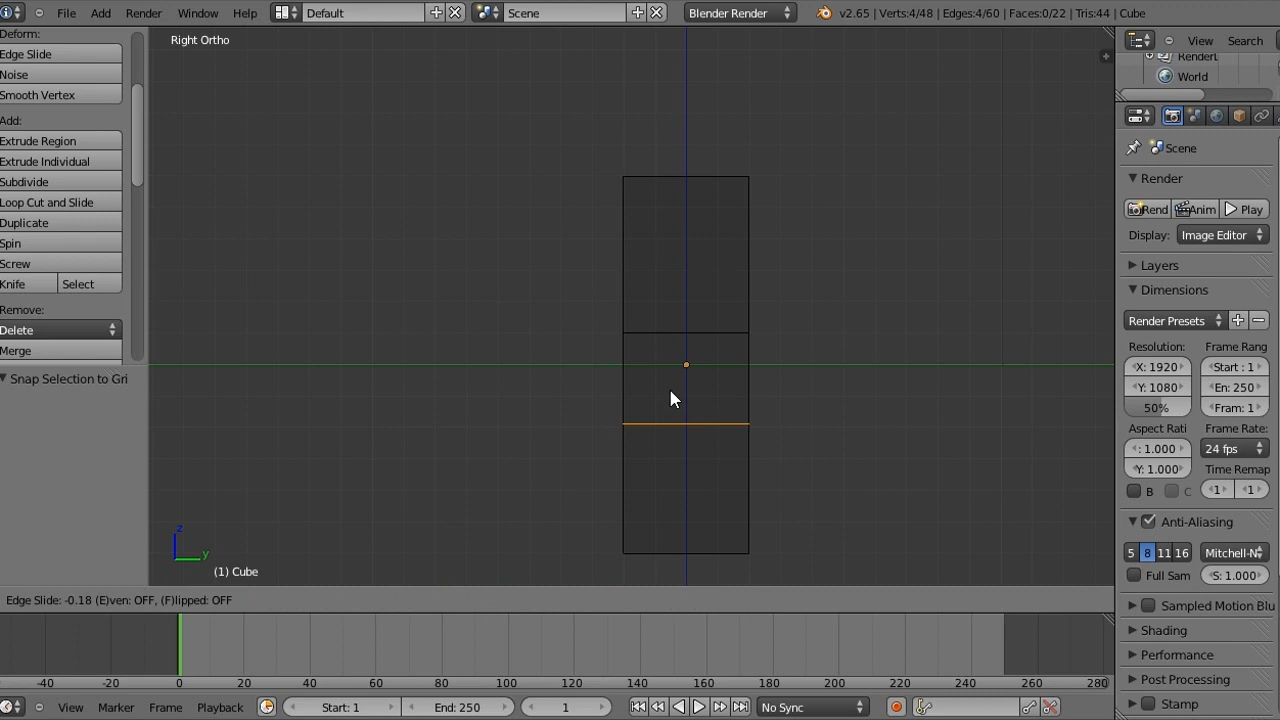 File Add Render Window Help Default Scene Blender Render v2.65 | Verts:4/48 | Edges:4/60 | Faces:0/22 | Tris:44 | Cube
Right Ortho
Deform:
Edge Slide
Noise
Smooth Vertex
Add:
Extrude Region
Extrude Individual
Subdivide
Loop Cut and Slide
Duplicate
Spin
Screw
Knife Select
Remove:
Delete
Merge
Snap Selection to Gri
z
y
(1) Cube
Edge Slide: -0.18 (E)ven: OFF, (F)lipped: OFF
-40 -20 0 20 40 60 80 100 120 140 160 180 200 220 240 260 280
View Marker Frame Playback Start: 1 End: 250 1 No Sync
View Search
RenderL
World
Scene
Render
Rend Anim Play
Display: Image Editor
Layers
Dimensions
Render Presets
Resolution: Frame Rang
X: 1920 Start : 1
Y: 1080 En: 250
50% Fram: 1
Aspect Rati Frame Rate:
: 1.000 24 fps
Y: 1.000 Time Remap
B C 1 1
Anti-Aliasing
5 8 11 16 Mitchell-N
Full Sam S: 1.000
Sampled Motion Blu
Shading
Performance
Post Processing
Stamp